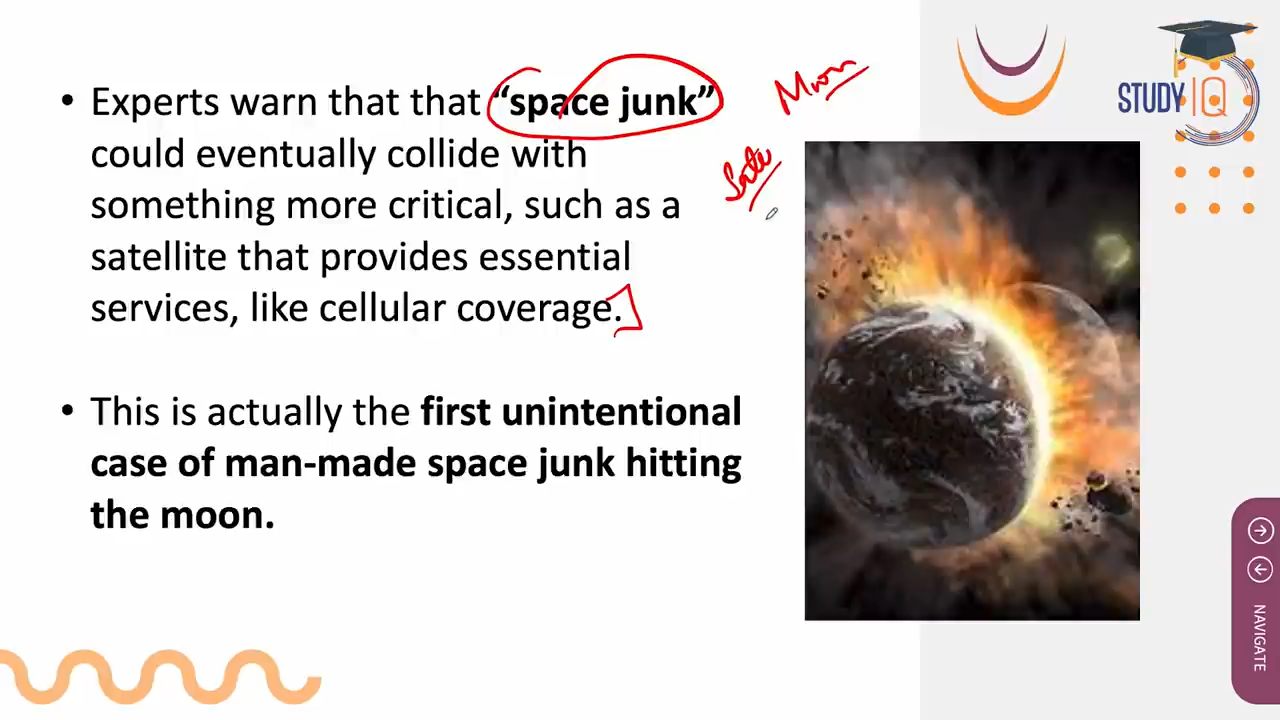 • Experts warn that that “space junk”
could eventually collide with
something more critical, such as a
satellite that provides essential
services, like cellular coverage.
• This is actually the first unintentional
case of man-made space junk hitting
the moon.
Moon
Sate
STUDY IQ
NAVIGATE